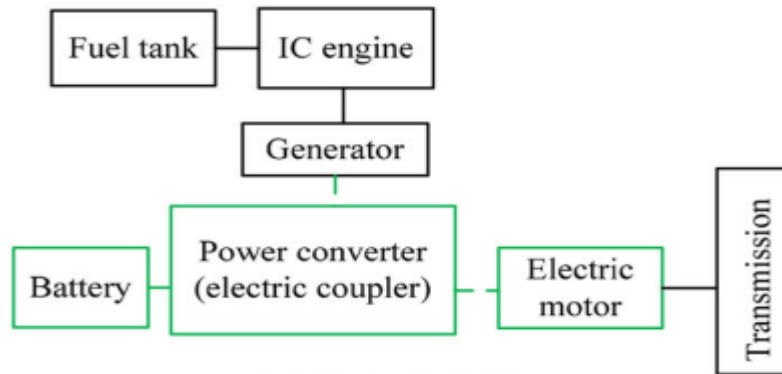 Fuel tank
IC engine
Generator
Power converter
(electric coupler)
Battery
Electric
motor
Transmission